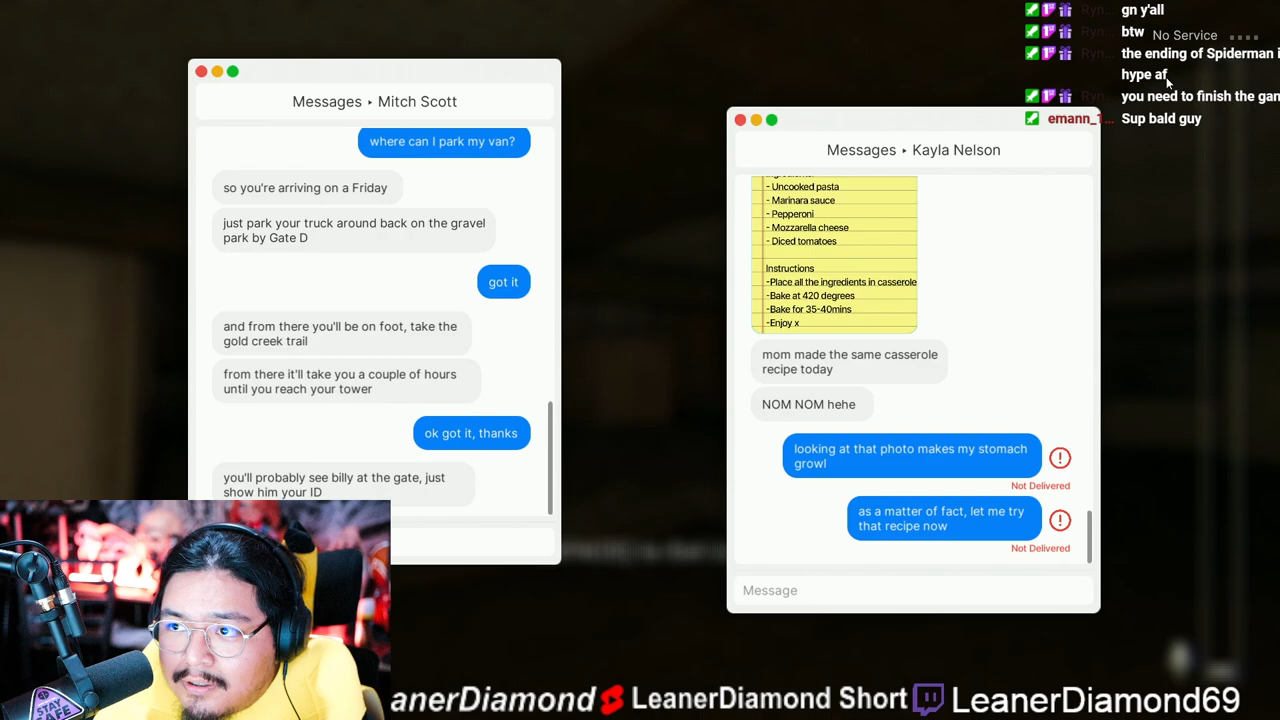 gn y'all
btw
No Service
the ending of Spiderman i
hype af
you need to finish the gan
emann_1... Sup bald guy
Messages ▸ Mitch Scott
where can I park my van?
so you're arriving on a Friday
just park your truck around back on the gravel
park by Gate D
got it
and from there you'll be on foot, take the
gold creek trail
from there it'll take you a couple of hours
until you reach your tower
ok got it, thanks
you'll probably see billy at the gate, just
show him your ID
Messages ▸ Kayla Nelson
- Uncooked pasta
- Marinara sauce
- Pepperoni
- Mozzarella cheese
- Diced tomatoes
Instructions
-Place all the ingredients in casserole
-Bake at 420 degrees
-Bake for 35-40mins
-Enjoy x
mom made the same casserole
recipe today
NOM NOM hehe
looking at that photo makes my stomach
growl
Not Delivered
as a matter of fact, let me try
that recipe now
Not Delivered
Message
STAY
SAFE
anerDiamond LeanerDiamond Short LeanerDiamond69